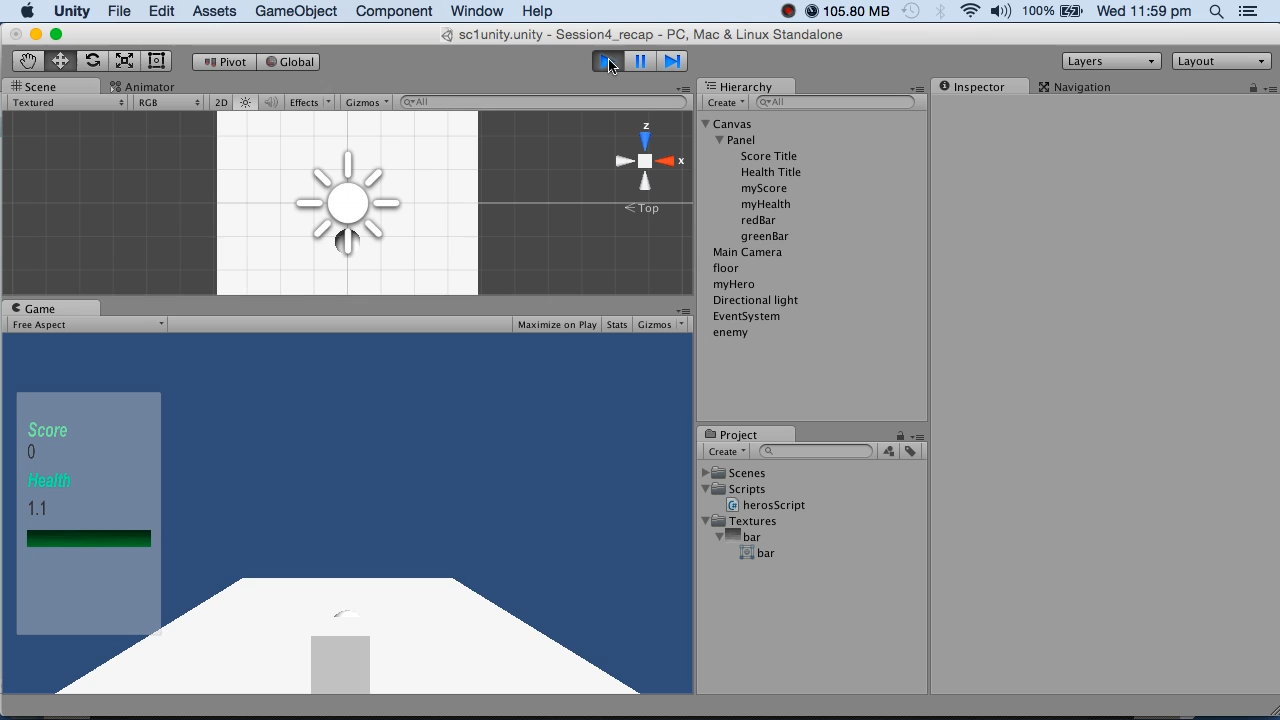 Unity File Edit Assets GameObject Component Window Help 105.80 MB 100% Wed 11:59 pm
sc1unity.unity - Session4_recap - PC, Mac & Linux Standalone
Pivot Global Layers Layout
Scene Animator
Textured RGB 2D Effects Gizmos All
z
x
Top
Game
Free Aspect Maximize on Play Stats Gizmos
Score
0
Health
1.1
Hierarchy
Create All
Canvas
Panel
Score Title
Health Title
myScore
myHealth
redBar
greenBar
Main Camera
floor
myHero
Directional light
EventSystem
enemy
Project
Create
Scenes
Scripts
herosScript
Textures
bar
bar
Inspector Navigation